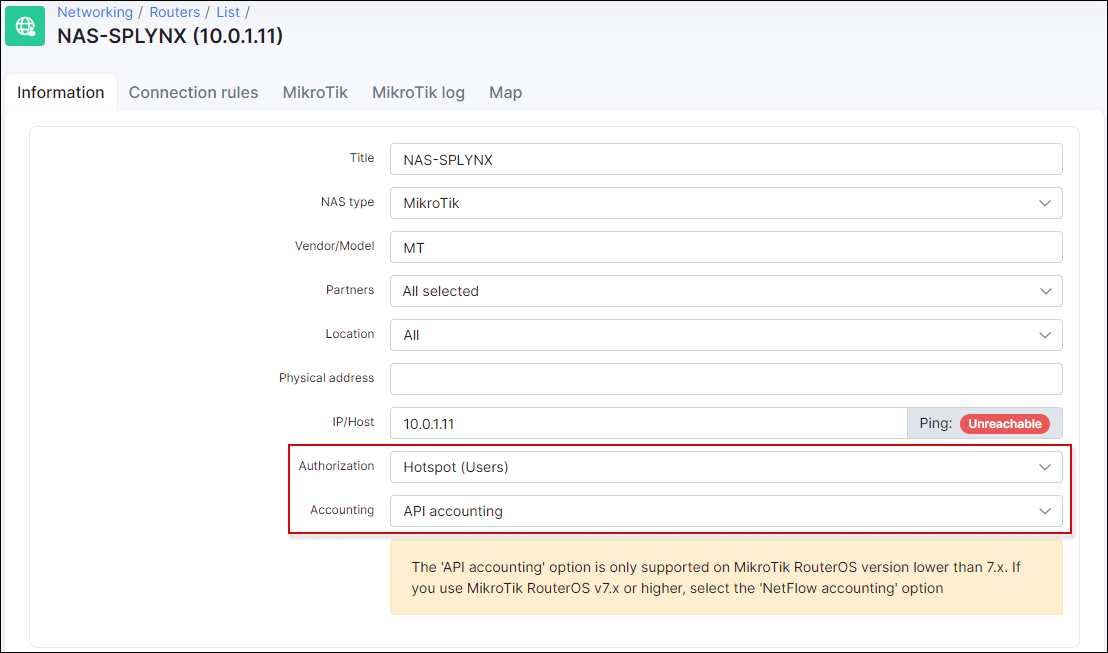 Networking / Routers / List /
NAS-SPLYNX (10.0.1.11)
Information Connection rules MikroTik MikroTik log Map
Title NAS-SPLYNX
NAS type MikroTik
Vendor/Model MT
Partners All selected
Location All
Physical address
IP/Host 10.0.1.11 Ping: Unreachable
Authorization Hotspot (Users)
Accounting API accounting
The 'API accounting' option is only supported on MikroTik RouterOS version lower than 7.x. If
you use MikroTik RouterOS v7.x or higher, select the 'NetFlow accounting' option